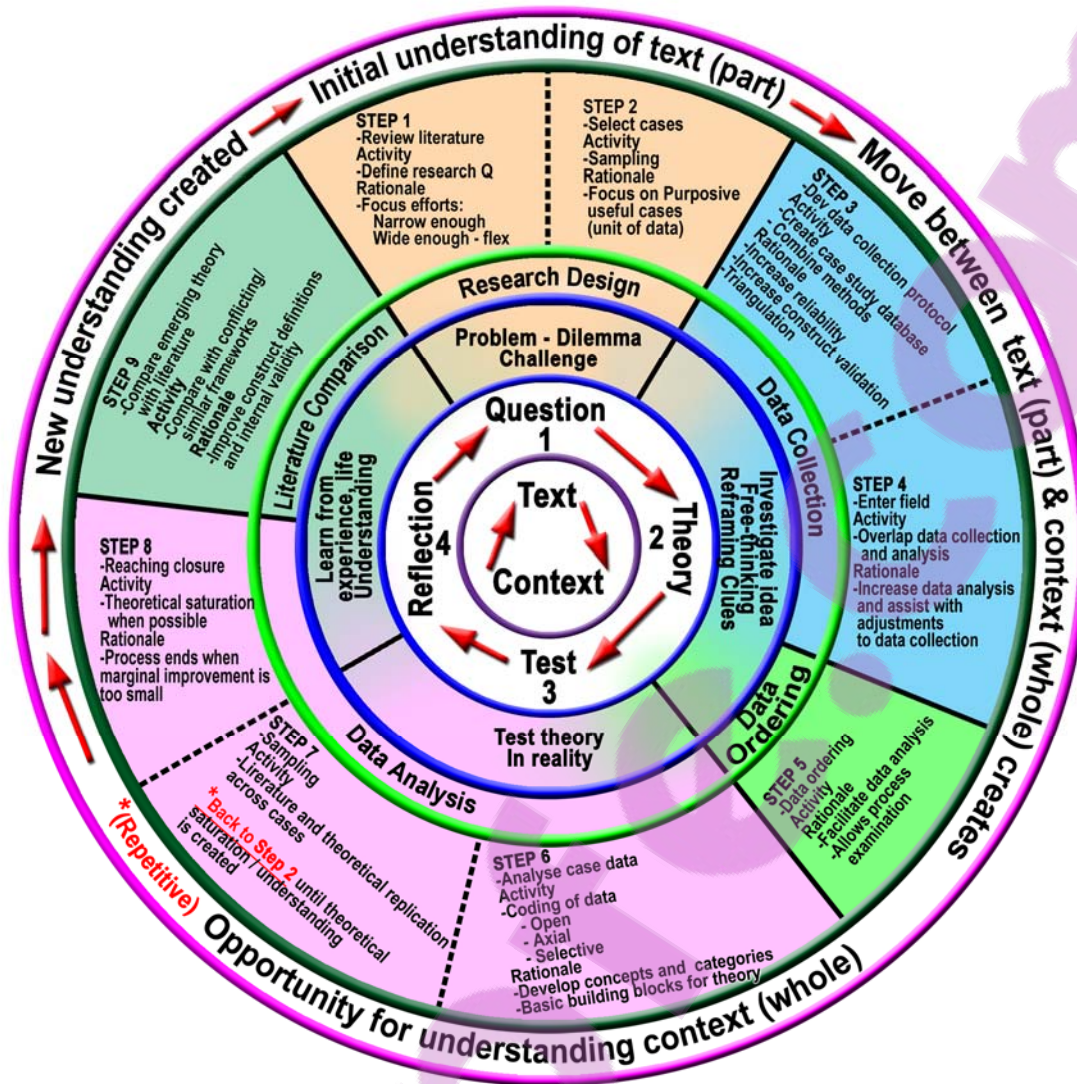 Initial understanding of text (part)
Move between text (part) & context (whole) creates
Opportunity for understanding context (whole)
*(Repetitive)
New understanding created
STEP 1
-Review literature
Activity
-Define research Q
Rationale
-Focus efforts:
Narrow enough
Wide enough - flex
STEP 2
-Select cases
Activity
-Sampling
Rationale
-Focus on Purposive
useful cases
(unit of data)
STEP 3
-Dev data collection protocol
Activity
-Create case study database
- Combine methods
Rationale
-Increase reliability
-Increase construct validation
-Triangulation
STEP 4
-Enter field
Activity
-Overlap data collection
and analysis
Rationale
-Increase data analysis
and assist with
adjustments
to data collection
STEP 5
-Data ordering
Activity
Rationale
-Facilitate data analysis
-Allows process
examination
STEP 6
-Analyse case data
Activity
-Coding of data
- Open
- Axial
- Selective
Rationale
-Develop concepts and categories
-Basic building blocks for theory
STEP 7
-Sampling
Activity
-Literature and theoretical replication
across cases
*Back to Step 2 until theoretical
saturation / understanding
is created
STEP 8
-Reaching closure
Activity
-Theoretical saturation
when possible
Rationale
-Process ends when
marginal improvement is
too small
STEP 9
-Compare emerging theory
with literature
Activity
-Compare with conflicting/
similar frameworks
Rationale
-Improve construct definitions
and internal validity
Research Design
Data Collection
Data
Ordering
Data Analysis
Literature Comparison
Problem - Dilemma
Challenge
Investigate idea
Free-thinking
Reframing Clues
Test theory
In reality
Learn from
experience, life
Understanding
Question
1
Theory
2
Test
3
Reflection
4
Text
Context